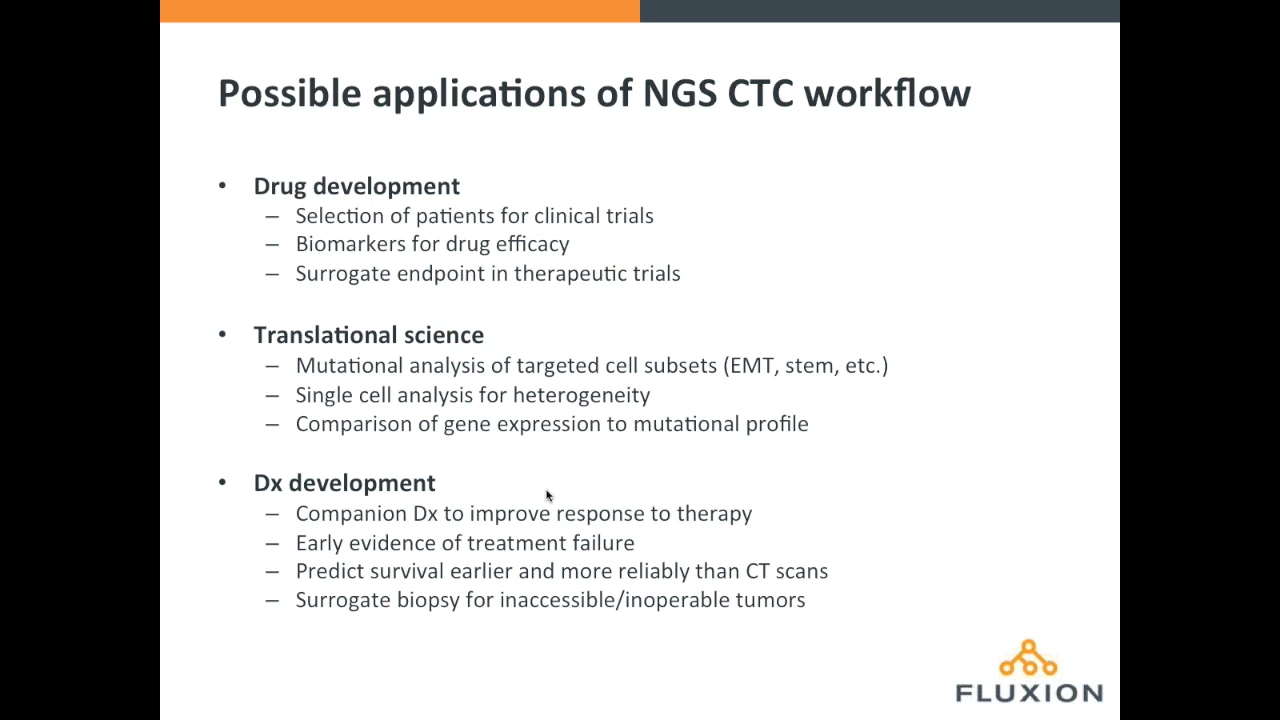 Possible applications of NGS CTC workflow
• Drug development
– Selection of patients for clinical trials
– Biomarkers for drug efficacy
– Surrogate endpoint in therapeutic trials
• Translational science
– Mutational analysis of targeted cell subsets (EMT, stem, etc.)
– Single cell analysis for heterogeneity
– Comparison of gene expression to mutational profile
• Dx development
– Companion Dx to improve response to therapy
– Early evidence of treatment failure
– Predict survival earlier and more reliably than CT scans
– Surrogate biopsy for inaccessible/inoperable tumors
FLUXION